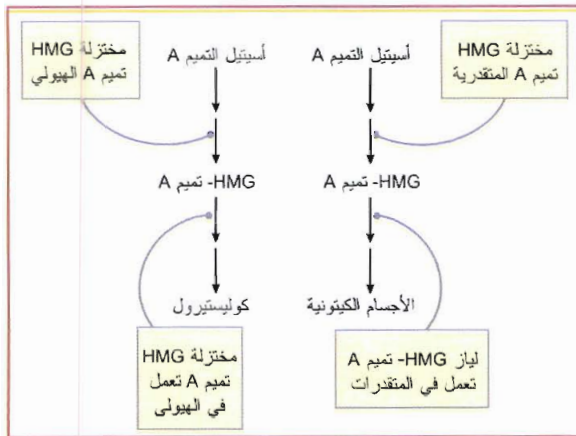 مختزلة HMG
تميم A المتقدرية
أسيتيل التميم A
أسيتيل التميم A
مختزلة HMG
تميم A الهيولي
HMG- تميم A
HMG- تميم A
الأجسام الكيتونية
كوليستيرول
لياز HMG- تميم A
تعمل في المتقدرات
مختزلة HMG
تميم A تعمل
في الهيولى